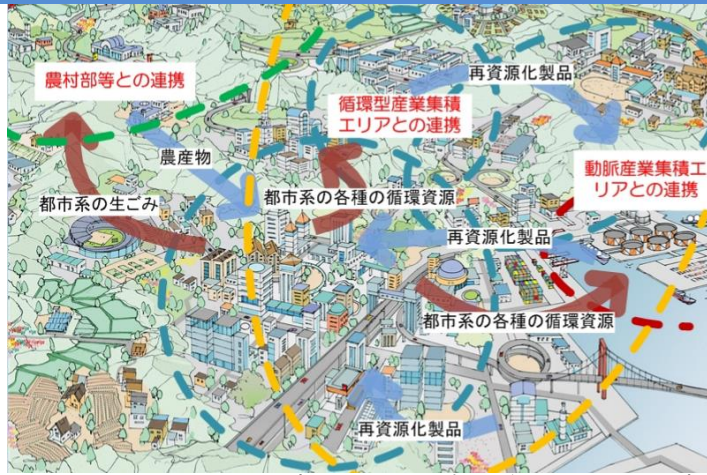 再資源化製品
農村部等との連携
循環型産業集積
エリアとの連携
農産物
動脈産業集積エ
リアとの連携
都市系の生ごみ
都市系の各種の循環資源
再資源化製品
都市系の各種の循環資源
再資源化製品